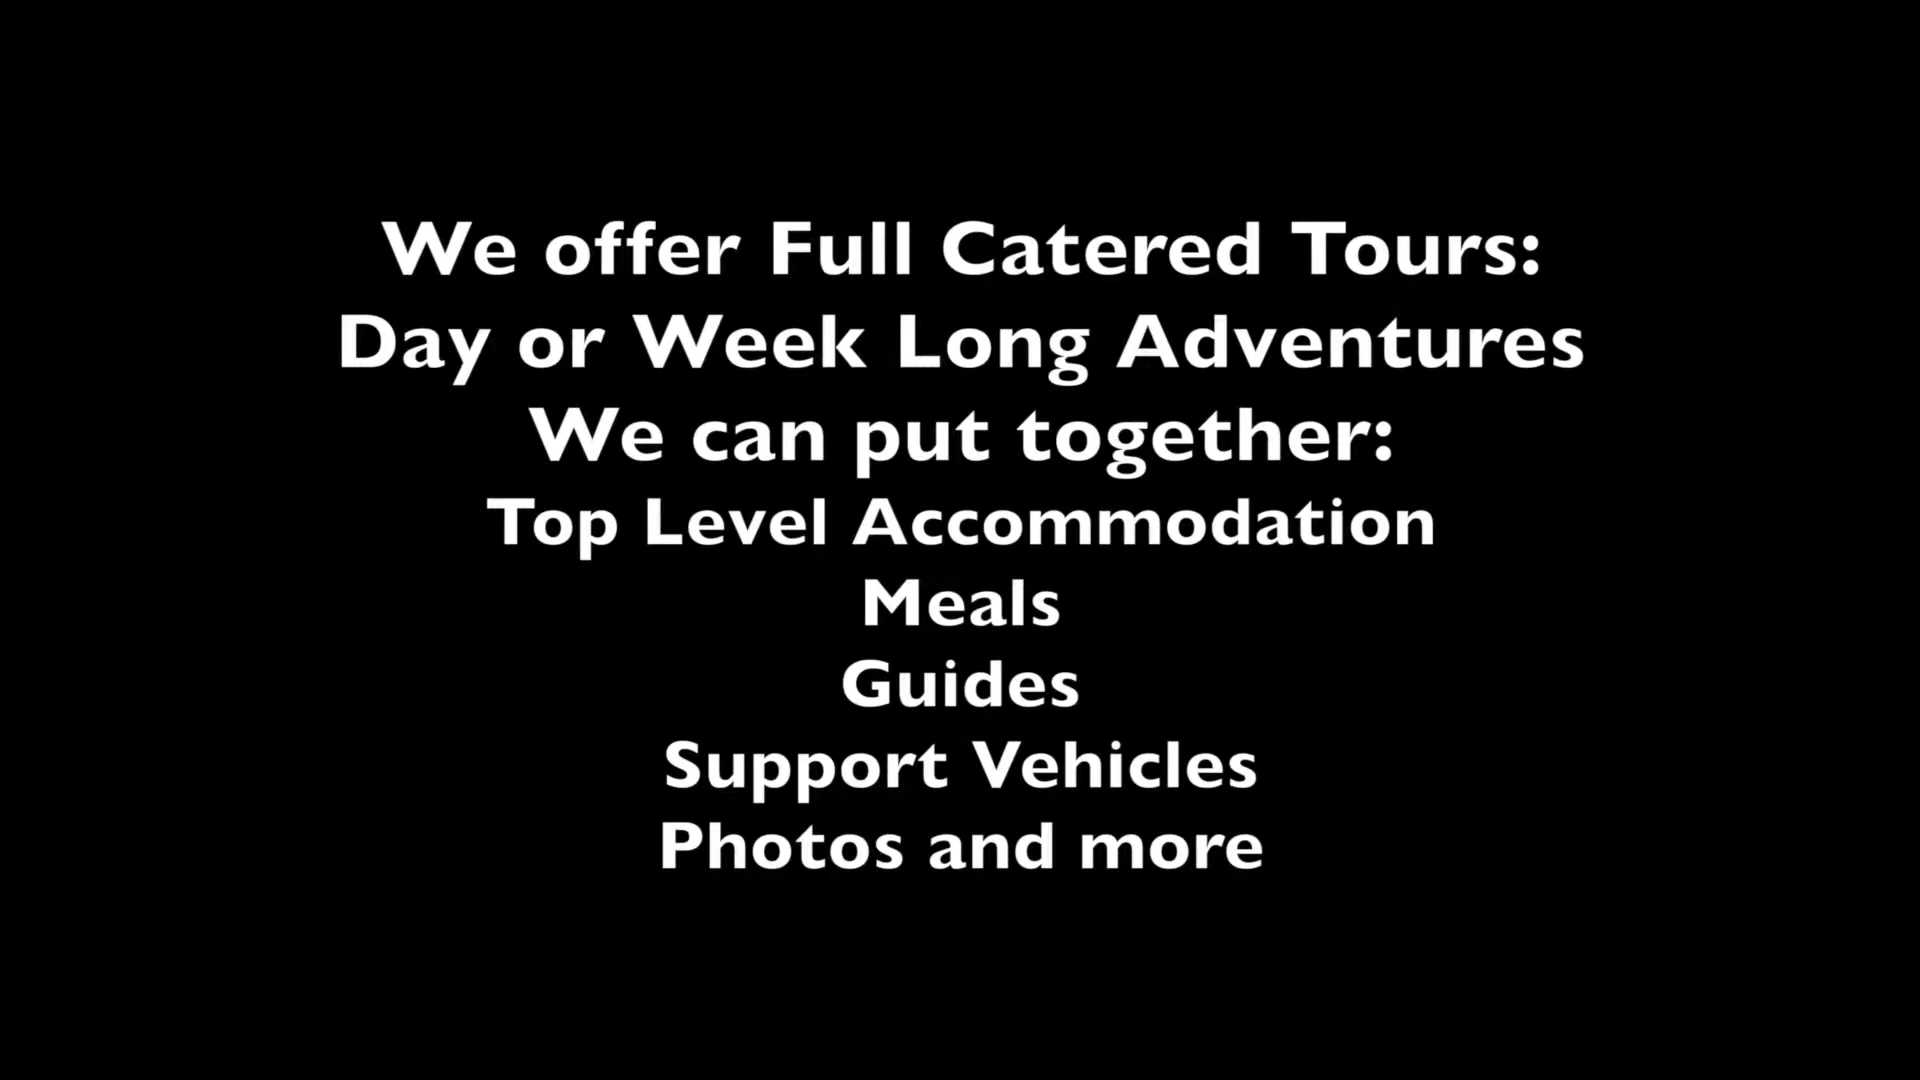 We offer Full Catered Tours:
Day or Week Long Adventures
We can put together:
Top Level Accommodation
Meals
Guides
Support Vehicles
Photos and more